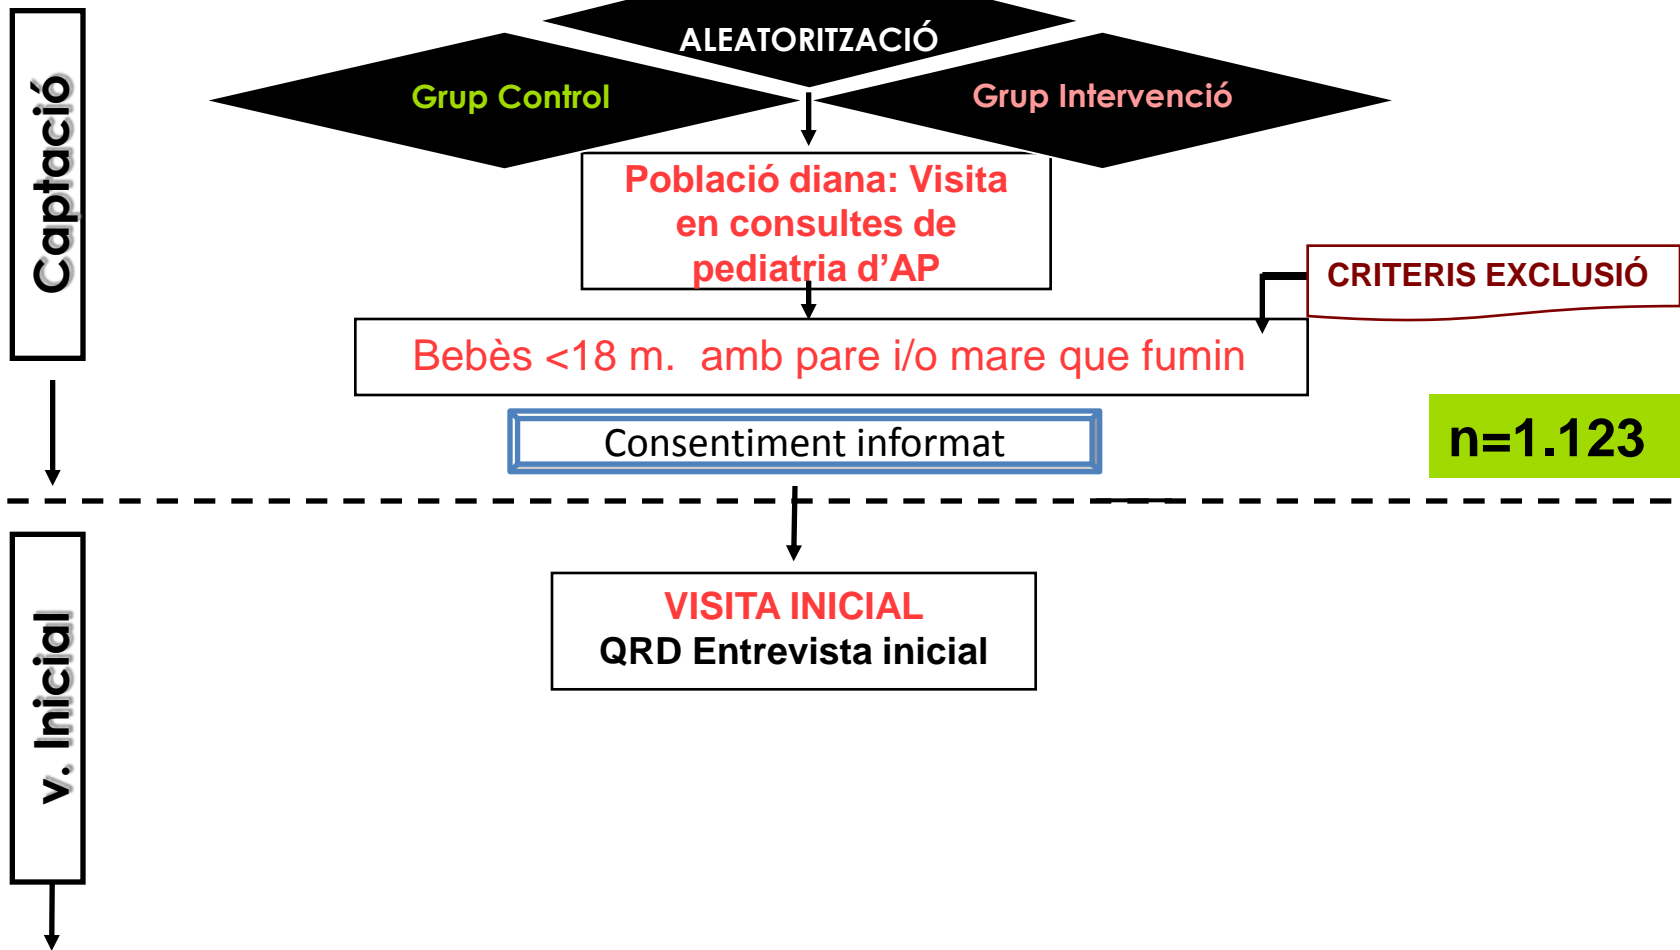 Captació
ALEATORITZACIÓ
Grup Control
Grup Intervenció
Població diana: Visita
en consultes de
pediatria d’AP
CRITERIS EXCLUSIÓ
Bebès <18 m. amb pare i/o mare que fumin
Consentiment informat
n=1.123
v. Inicial
VISITA INICIAL
QRD Entrevista inicial